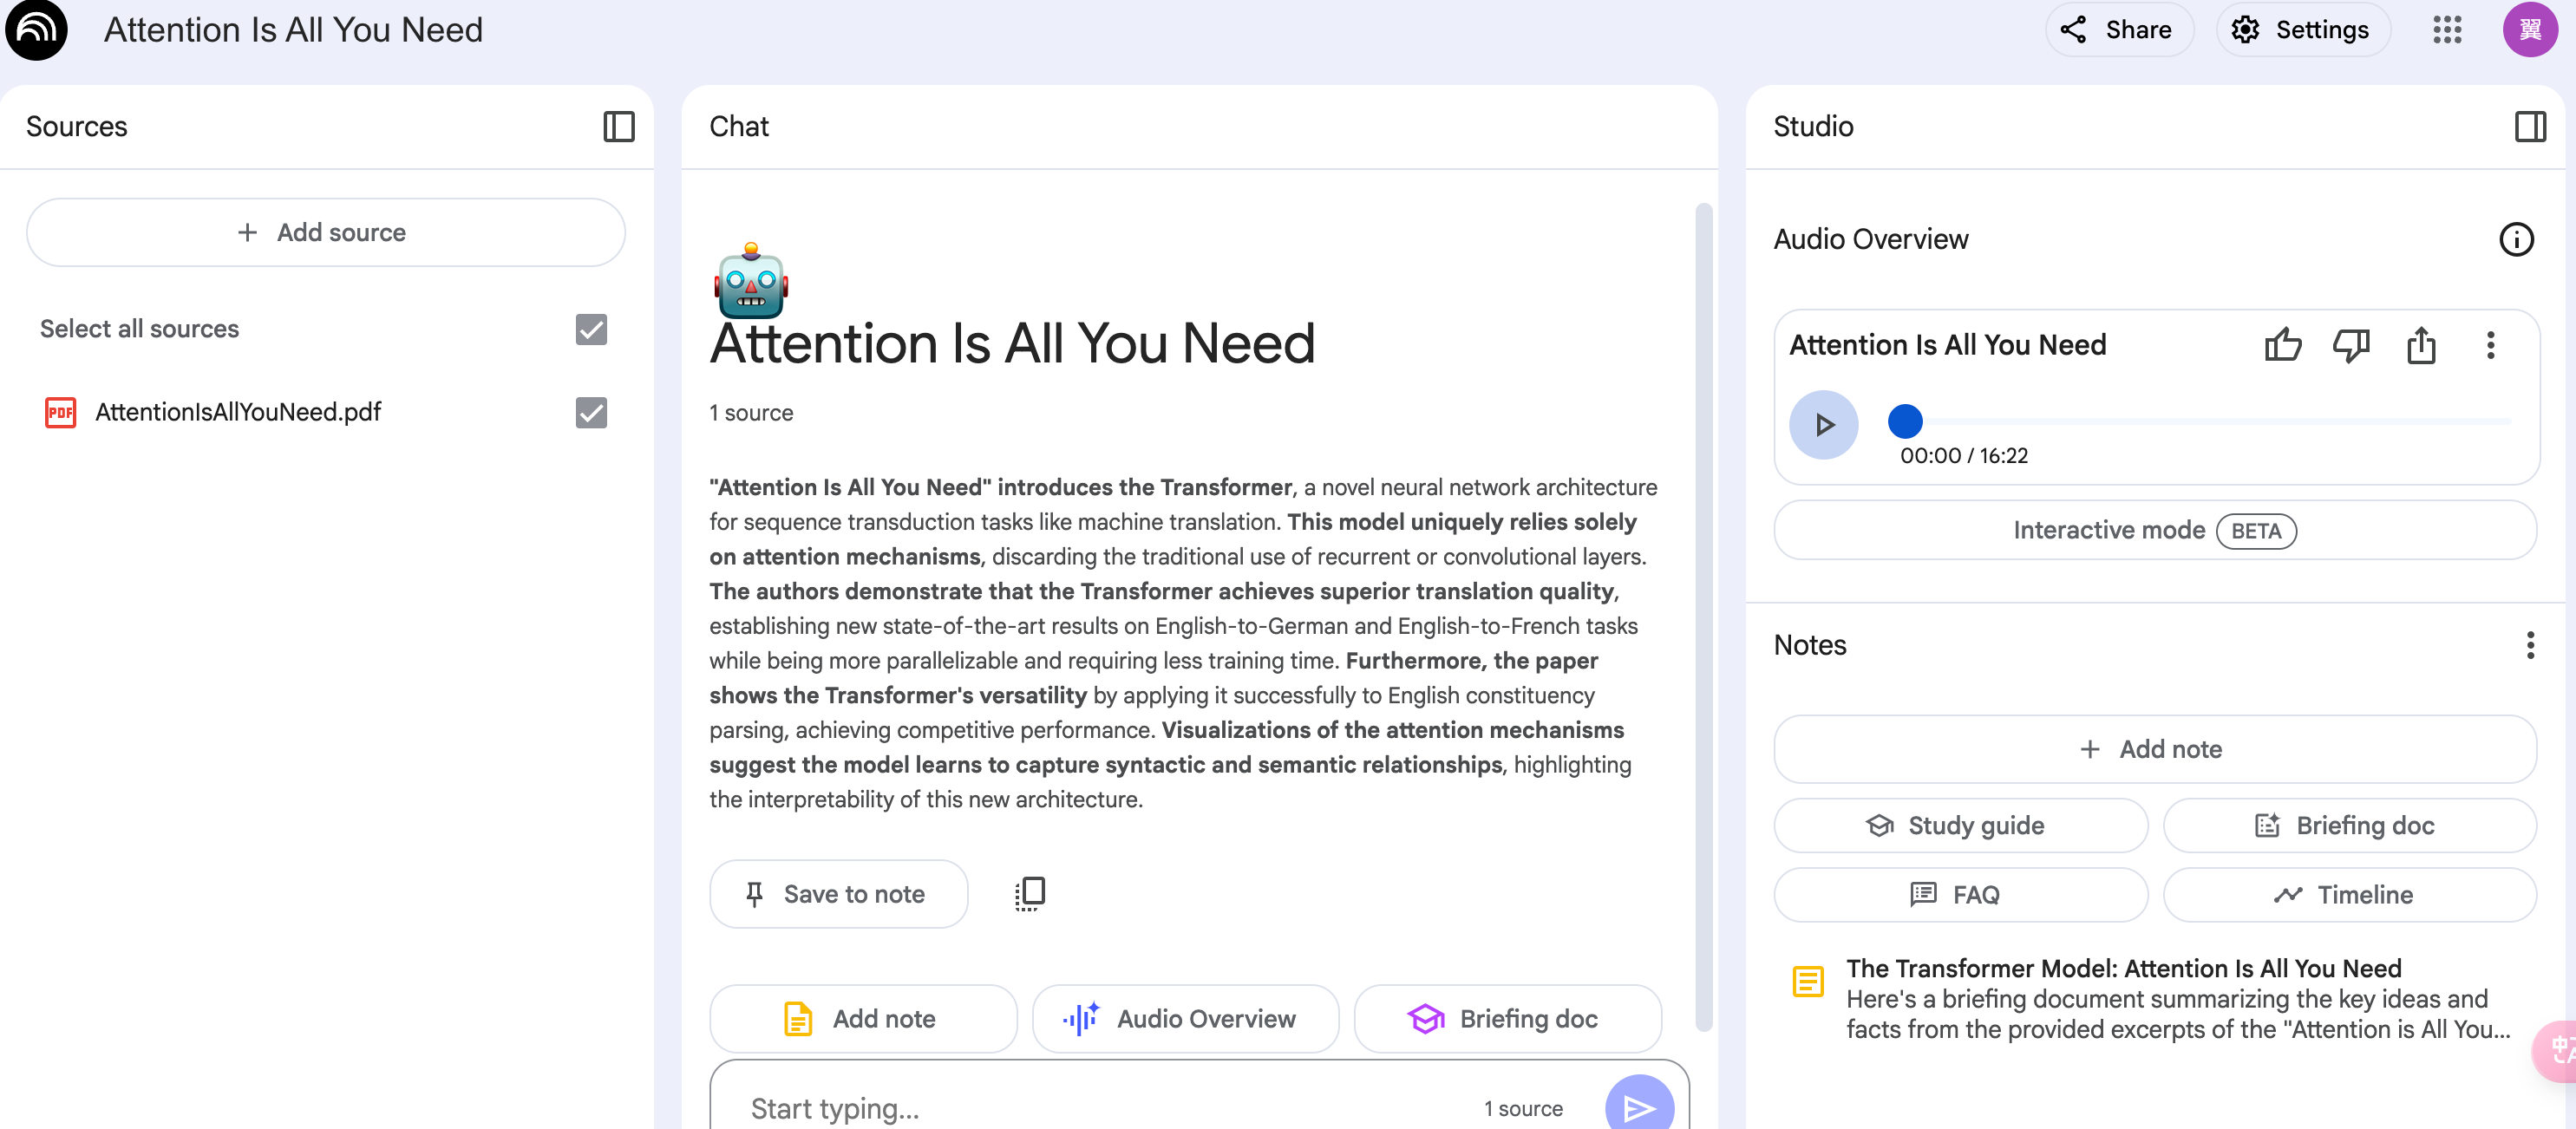 Attention Is All You Need
Share
Settings
翼
Sources
Add source
Select all sources
PDF
AttentionIsAllYouNeed.pdf
Chat
Attention Is All You Need
1 source
"Attention Is All You Need" introduces the Transformer, a novel neural network architecture
for sequence transduction tasks like machine translation. This model uniquely relies solely
on attention mechanisms, discarding the traditional use of recurrent or convolutional layers.
The authors demonstrate that the Transformer achieves superior translation quality,
establishing new state-of-the-art results on English-to-German and English-to-French tasks
while being more parallelizable and requiring less training time. Furthermore, the paper
shows the Transformer's versatility by applying it successfully to English constituency
parsing, achieving competitive performance. Visualizations of the attention mechanisms
suggest the model learns to capture syntactic and semantic relationships, highlighting
the interpretability of this new architecture.
Save to note
Add note
Audio Overview
Briefing doc
Start typing...
1 source
Studio
Audio Overview
Attention Is All You Need
00:00 / 16:22
Interactive mode BETA
Notes
Add note
Study guide
Briefing doc
FAQ
Timeline
The Transformer Model: Attention Is All You Need
Here's a briefing document summarizing the key ideas and
facts from the provided excerpts of the "Attention is All You...
中